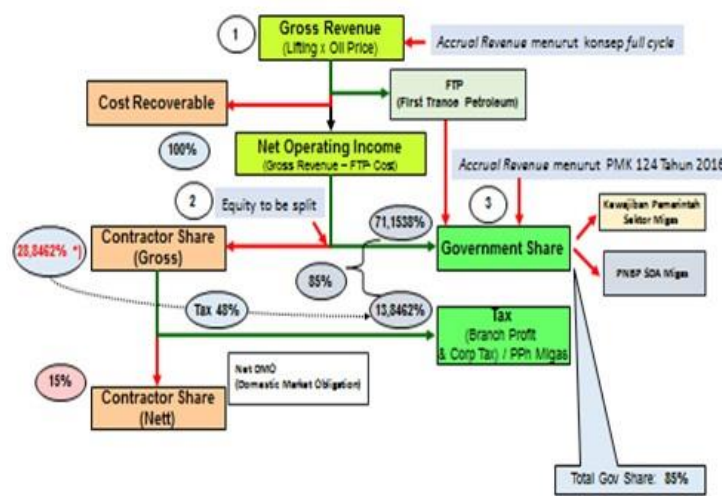 1
Gross Revenue
(Lifting x Oil Price)
Accrual Revenue menurut konsep full cycle
Cost Recoverable
FTP
(First Trance Petroleum)
100%
Net Operating Income
(Gross Revenue – FTP- Cost)
Accrual Revenue menurut PMK 124 Tahun 2016
2
Equity to be split
71,1538%
3
Kewajiban Pemerintah
Sektor Migas
28,8462% *)
Contractor Share
(Gross)
Government Share
85%
PNBP SDA Migas
Tax 48%
13,8462%
Tax
(Branch Profit
& Corp Tax) / PPh Migas
Net DMO
(Domestic Market Obligation)
15%
Contractor Share
(Nett)
Total Gov Share: 85%